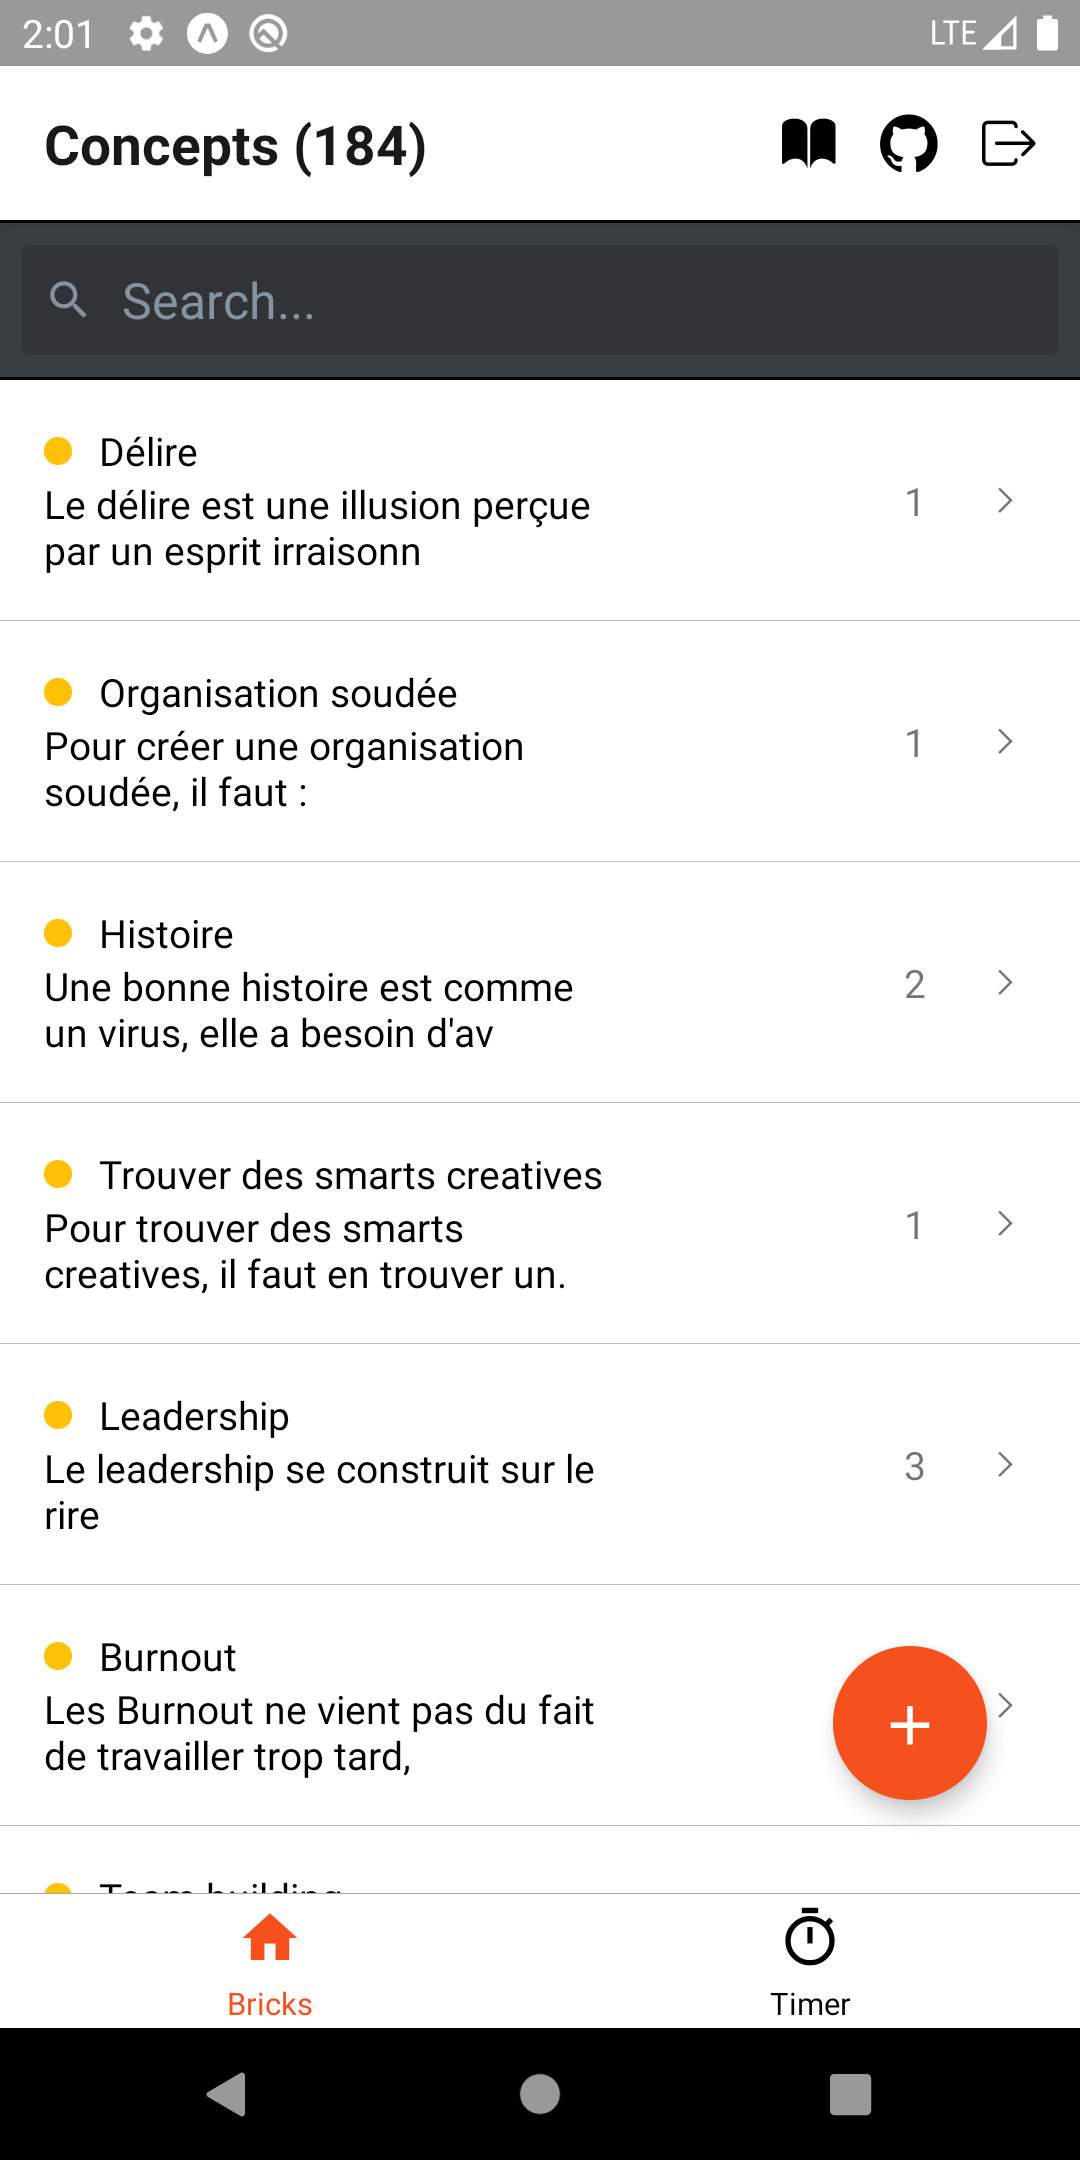 2:01
LTE
Concepts (184)
Search...
Délire
Le délire est une illusion perçue
par un esprit irraisonn
1
Organisation soudée
Pour créer une organisation
soudée, il faut :
1
Histoire
Une bonne histoire est comme
un virus, elle a besoin d'av
2
Trouver des smarts creatives
Pour trouver des smarts
creatives, il faut en trouver un.
1
Leadership
Le leadership se construit sur le
rire
3
Burnout
Les Burnout ne vient pas du fait
de travailler trop tard,
Team building
Bricks
Timer